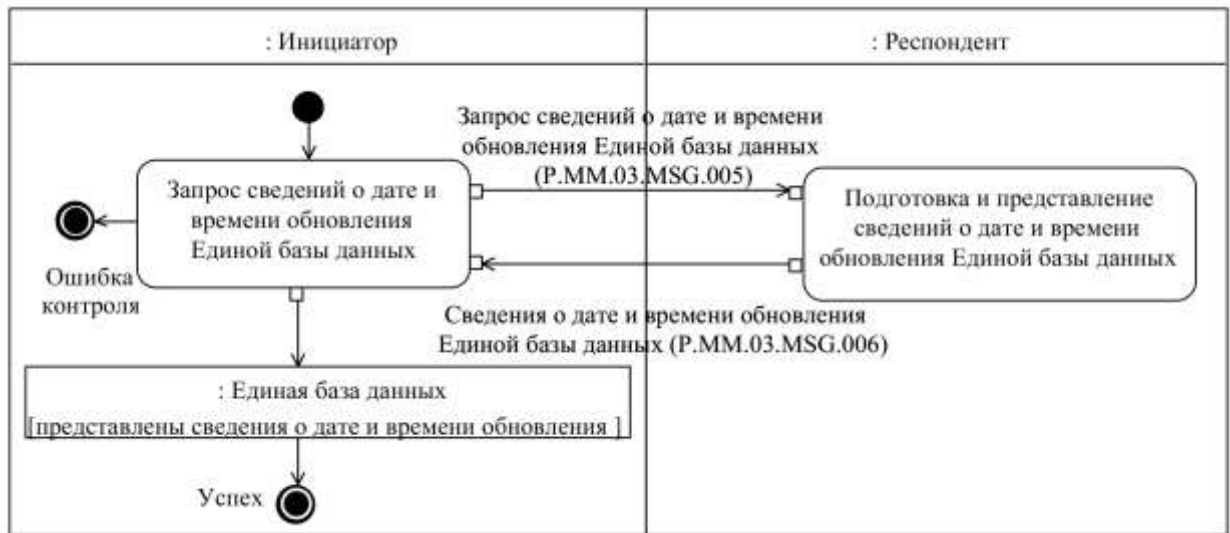 : Инициатор
: Респондент
Запрос сведений о дате и времени
обновления Единой базы данных
(P.MM.03.MSG.005)
Запрос сведений о дате и
времени обновления
Единой базы данных
Подготовка и представление
сведений о дате и времени
обновления Единой базы данных
Ошибка
контроля
Сведения о дате и времени обновления
Единой базы данных (P.MM.03.MSG.006)
: Единая база данных
[представлены сведения о дате и времени обновления ]
Успех